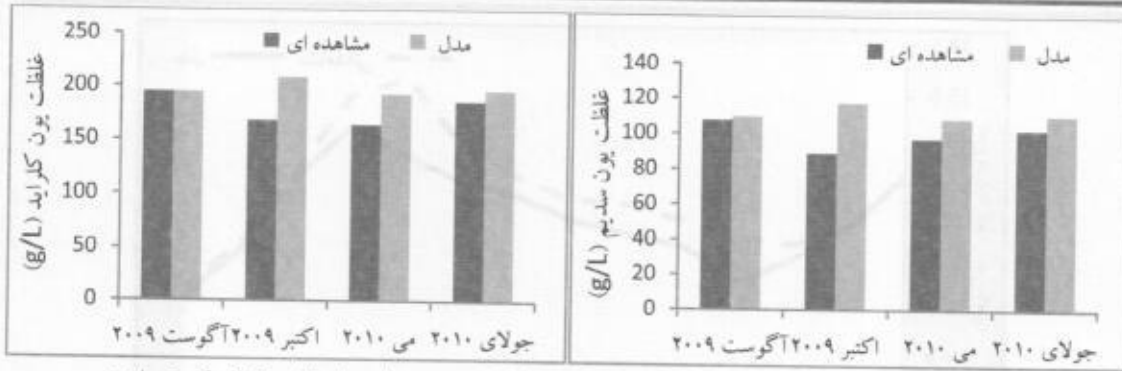 مشاهده ای مدل
غلظت یون کلراید (g/L)
250
200
150
100
50
0
آگوست ۲۰۰۹ اکتبر ۲۰۰۹ می ۲۰۱۰ جولای ۲۰۱۰
مشاهده ای مدل
غلظت یون سدیم (g/L)
140
120
100
80
60
40
20
0
آگوست ۲۰۰۹ اکتبر ۲۰۰۹ می ۲۰۱۰ جولای ۲۰۱۰